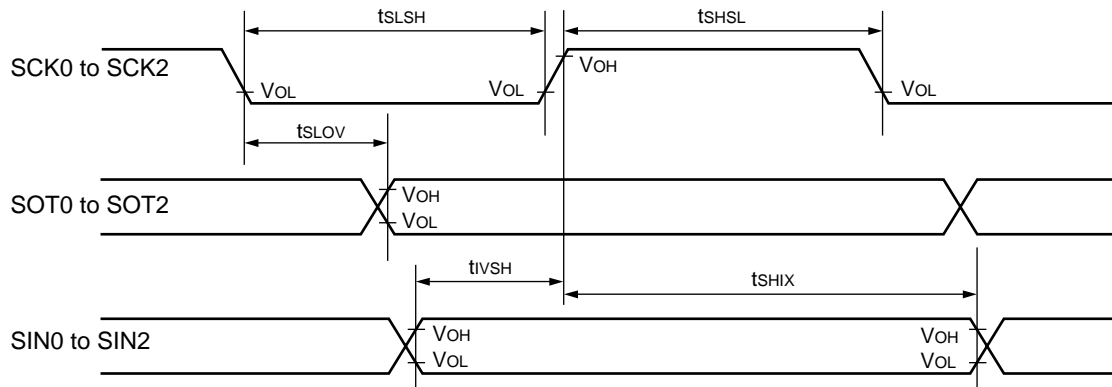 tSLSH tSHSL
SCK0 to SCK2 VOL VOL VOH VOL
tSLOV
SOT0 to SOT2 VOH
VOL
tIVSH tSHIX
SIN0 to SIN2 VOH VOH
VOL VOL